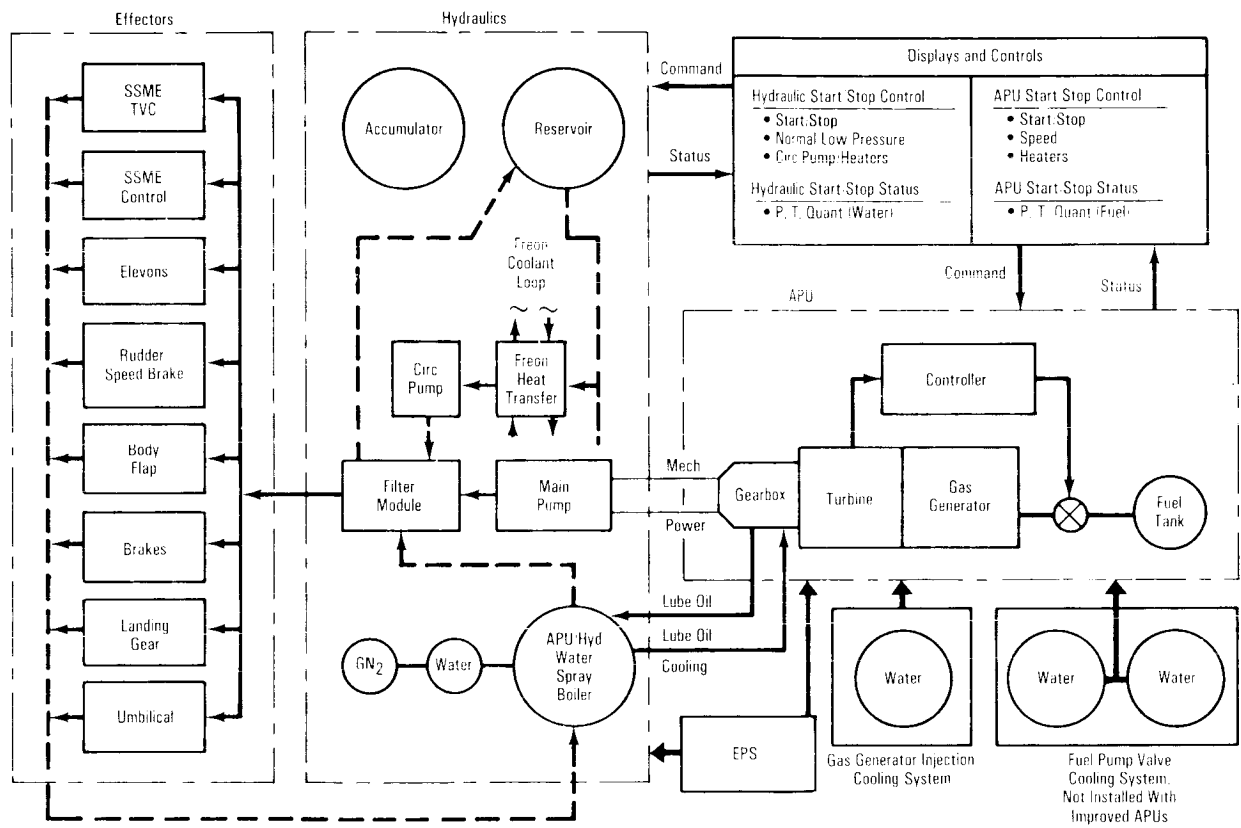 Effectors
SSME
TVC
SSME
Control
Elevons
Rudder
Speed Brake
Body
Flap
Brakes
Landing
Gear
Umbilical
Hydraulics
Accumulator
Reservoir
Freon
Coolant
Loop
Circ
Pump
Freon
Heat
Transfer
Filter
Module
Main
Pump
GN2
Water
APU/Hyd
Water
Spray
Boiler
Command
Status
Displays and Controls
Hydraulic Start Stop Control
• Start/Stop
• Normal Low Pressure
• Circ Pump/Heaters
Hydraulic Start-Stop Status
• P. T. Quant (Water)
APU Start Stop Control
• Start/Stop
• Speed
• Heaters
APU Start-Stop Status
• P. T. Quant (Fuel)
Command
Status
APU
Controller
Mech
Power
Gearbox
Turbine
Gas
Generator
Fuel
Tank
Lube Oil
Lube Oil
Cooling
EPS
Water
Gas Generator Injection
Cooling System
Water
Water
Fuel Pump Valve
Cooling System.
Not Installed With
Improved APUs